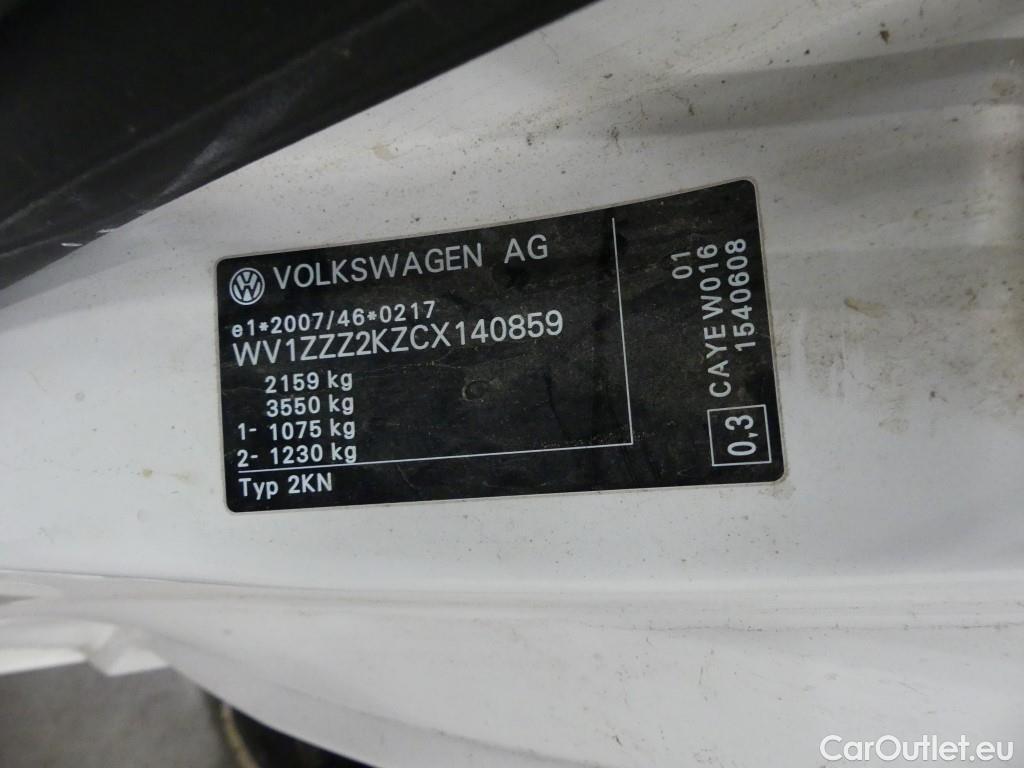 VOLKSWAGEN AG
e1*2007/46*0217
WV1ZZZ2KZCX140859
2159 kg
3550 kg
1- 1075 kg
2- 1230 kg
Typ 2KN
01
CAYE W016
1540608
0,3
CarOutlet.eu